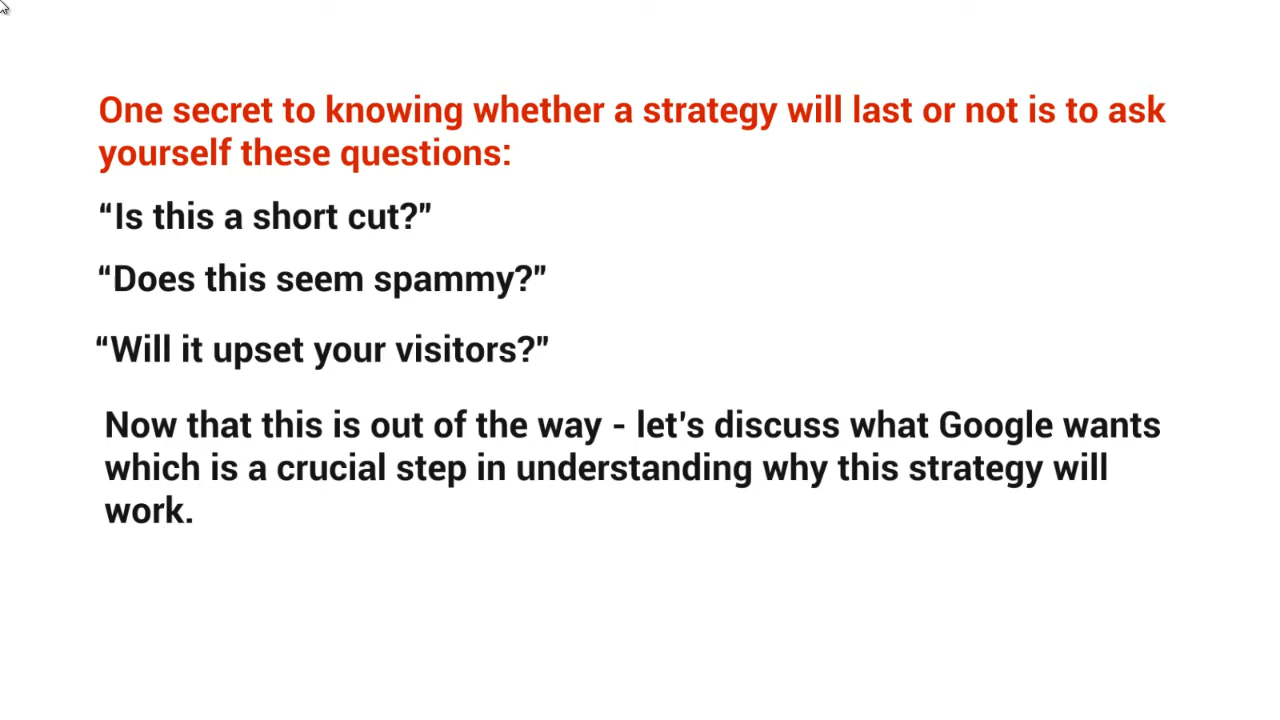 One secret to knowing whether a strategy will last or not is to ask
yourself these questions:
“Is this a short cut?”
“Does this seem spammy?”
“Will it upset your visitors?”
Now that this is out of the way - let's discuss what Google wants
which is a crucial step in understanding why this strategy will
work.